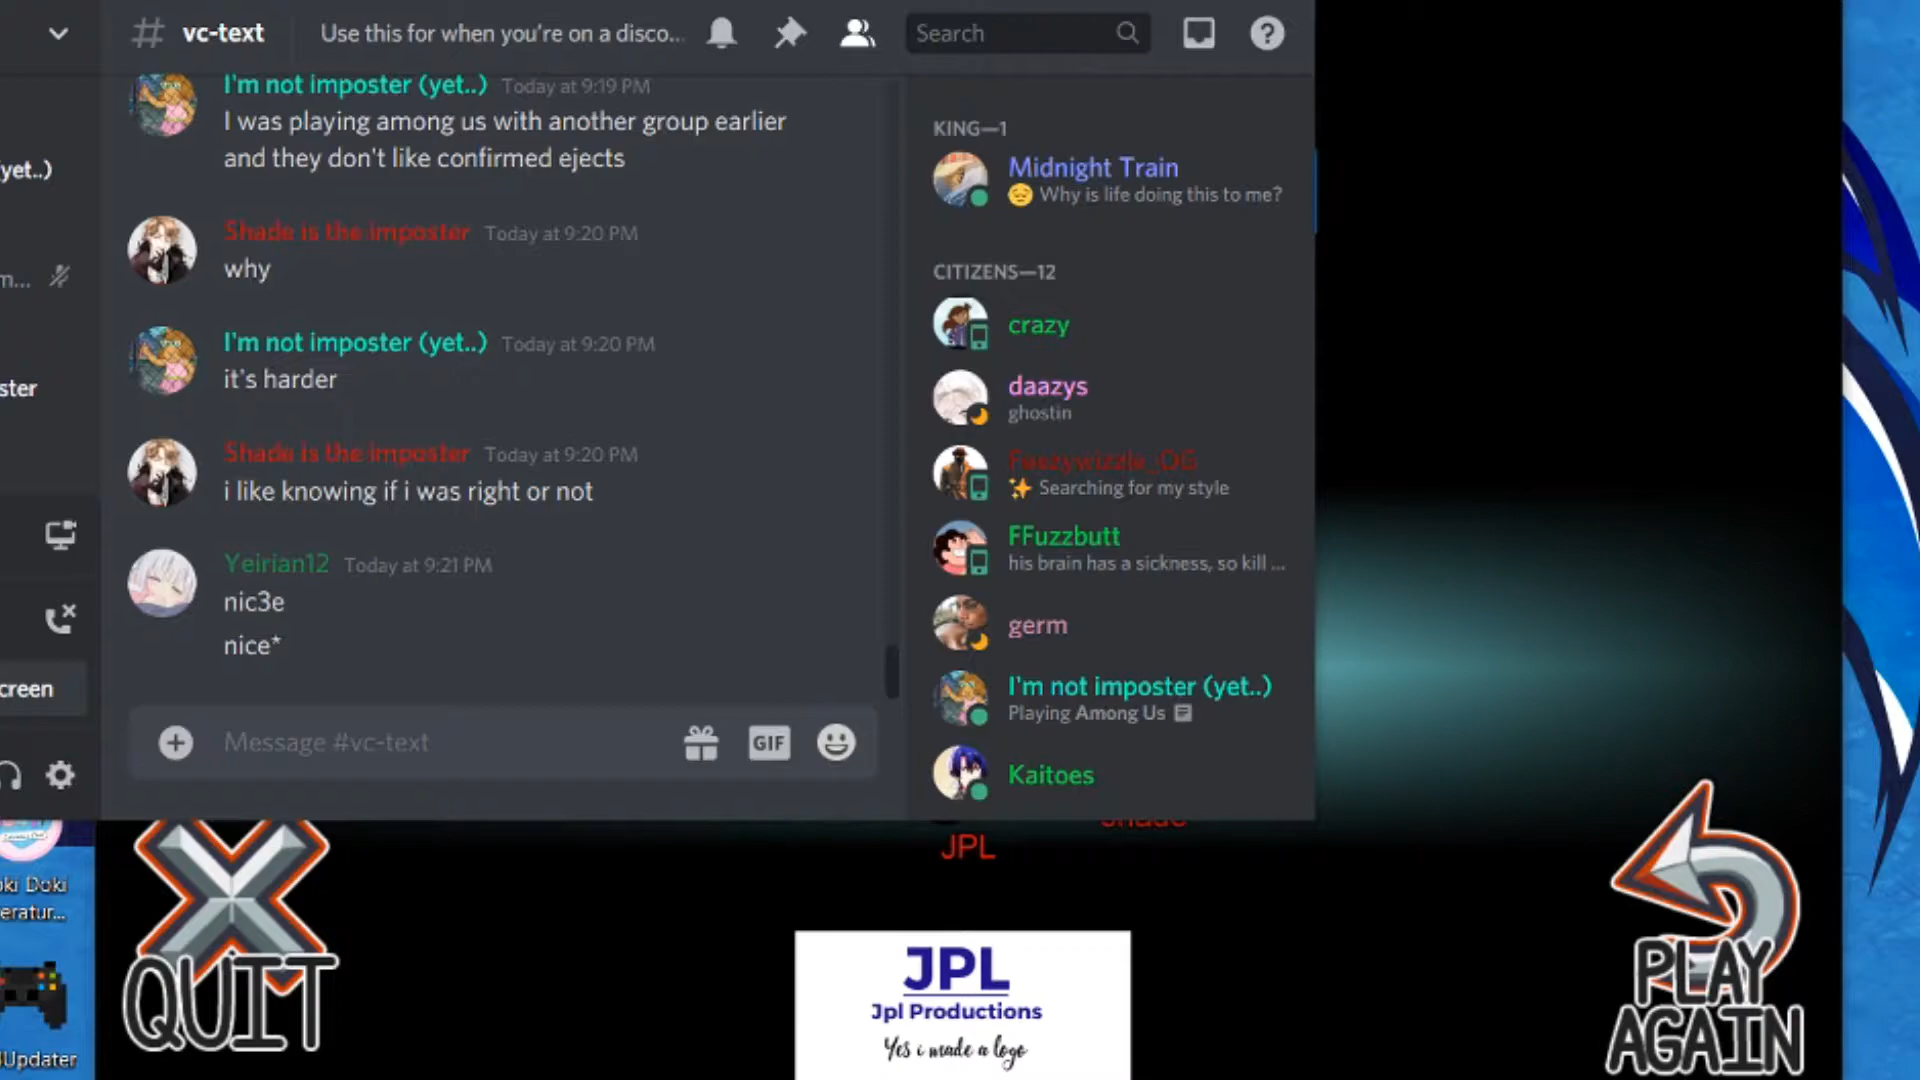 vc-text
Use this for when you're on a disco...
Search
yet..)
m...
ster
creen
I'm not imposter (yet..) Today at 9:19 PM
I was playing among us with another group earlier
and they don't like confirmed ejects
Shade is the imposter Today at 9:20 PM
why
I'm not imposter (yet..) Today at 9:20 PM
it's harder
Shade is the imposter Today at 9:20 PM
i like knowing if i was right or not
Yeirian12 Today at 9:21 PM
nic3e
nice*
Message #vc-text
GIF
KING—1
Midnight Train
Why is life doing this to me?
CITIZENS—12
crazy
daazys
ghostin
Feezywizzle_OG
Searching for my style
FFuzzbutt
his brain has a sickness, so kill ...
germ
I'm not imposter (yet..)
Playing Among Us
Kaitoes
Shade
JPL
oki Doki
eratur...
Updater
QUIT
JPL
Jpl Productions
Yes i made a logo
PLAY
AGAIN